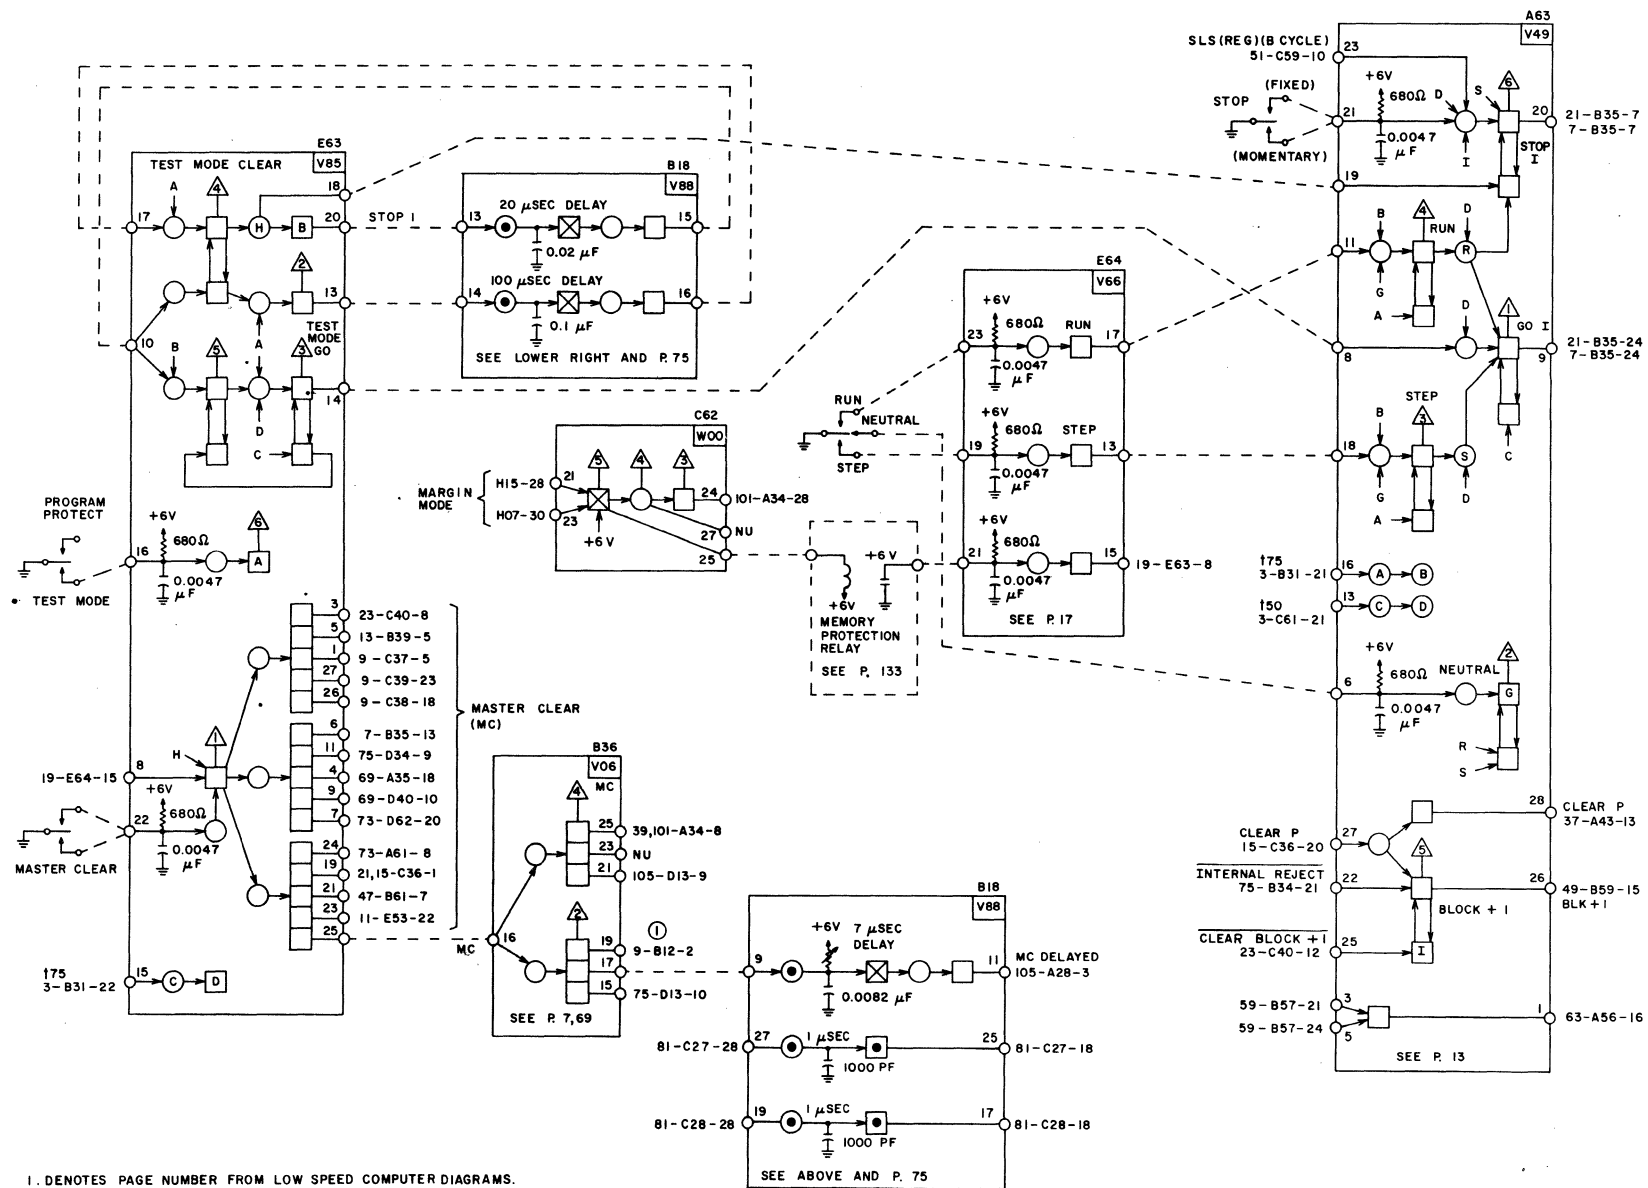 A63
V49
SLS (REG)(B CYCLE)
51-C59-10
23
+6V
680Ω
D
S
6
(FIXED)
STOP
(MOMENTARY)
21
0.0047
μF
I
20
21-B35-7
7-B35-7
STOP
I
19
B
4
RUN
D
11
R
G
A
D
1
GO I
8
9
21-B35-24
7-B35-24
STEP
B
3
18
S
G
A
D
C
†75
3-B31-21
16
A
B
†50
3-C61-21
13
C
D
+6V
680Ω
NEUTRAL
2
6
G
0.0047
μF
R
S
28
CLEAR P
37-A43-13
CLEAR P
15-C36-20
27
5
INTERNAL REJECT
75-B34-21
22
26
49-B59-15
BLK+1
BLOCK + 1
CLEAR BLOCK +1
23-C40-12
25
I
59-B57-21
3
59-B57-24
5
1
63-A56-16
SEE P. 13
E63
V85
TEST MODE CLEAR
A
4
18
17
H
B
20
STOP 1
2
13
10
B
5
A
TEST
MODE
GO
3
14
D
C
B18
V88
20 μSEC DELAY
13
15
0.02 μF
100 μSEC DELAY
14
16
0.1 μF
SEE LOWER RIGHT AND P. 75
PROGRAM
PROTECT
TEST MODE
16
+6V
680Ω
0.0047
μF
6
A
3
23-C40-8
5
13-B39-5
1
9-C37-5
27
9-C39-23
26
9-C38-18
6
7-B35-13
11
75-D34-9
4
69-A35-18
9
69-D40-10
7
73-D62-20
24
73-A61-8
19
21,15-C36-1
21
47-B61-7
23
11-E53-22
25
MASTER CLEAR
(MC)
H
1
19-E64-15
8
+6V
680Ω
22
0.0047
μF
MASTER CLEAR
†75
3-B31-22
15
C
D
C62
W00
MARGIN
MODE
H15-28
21
H07-30
23
5
4
3
24
101-A34-28
+6V
27
NU
25
+6V
+6V
MEMORY
PROTECTION
RELAY
SEE P. 133
RUN
NEUTRAL
STEP
E64
V66
+6V
680Ω
RUN
23
17
0.0047
μF
+6V
680Ω
STEP
19
13
0.0047
μF
+6V
680Ω
21
15
19-E63-8
0.0047
μF
SEE P. 17
B36
V06
MC
4
25
39,101-A34-8
23
NU
21
105-D13-9
MC
16
2
1
19
9-B12-2
17
15
75-D13-10
SEE P. 7,69
B18
V88
+6V
7 μSEC
DELAY
9
11
MC DELAYED
105-A28-3
0.0082 μF
81-C27-28
27
1 μSEC
25
81-C27-18
1000 PF
81-C28-28
19
1 μSEC
17
81-C28-18
1000 PF
SEE ABOVE AND P. 75
1. DENOTES PAGE NUMBER FROM LOW SPEED COMPUTER DIAGRAMS.